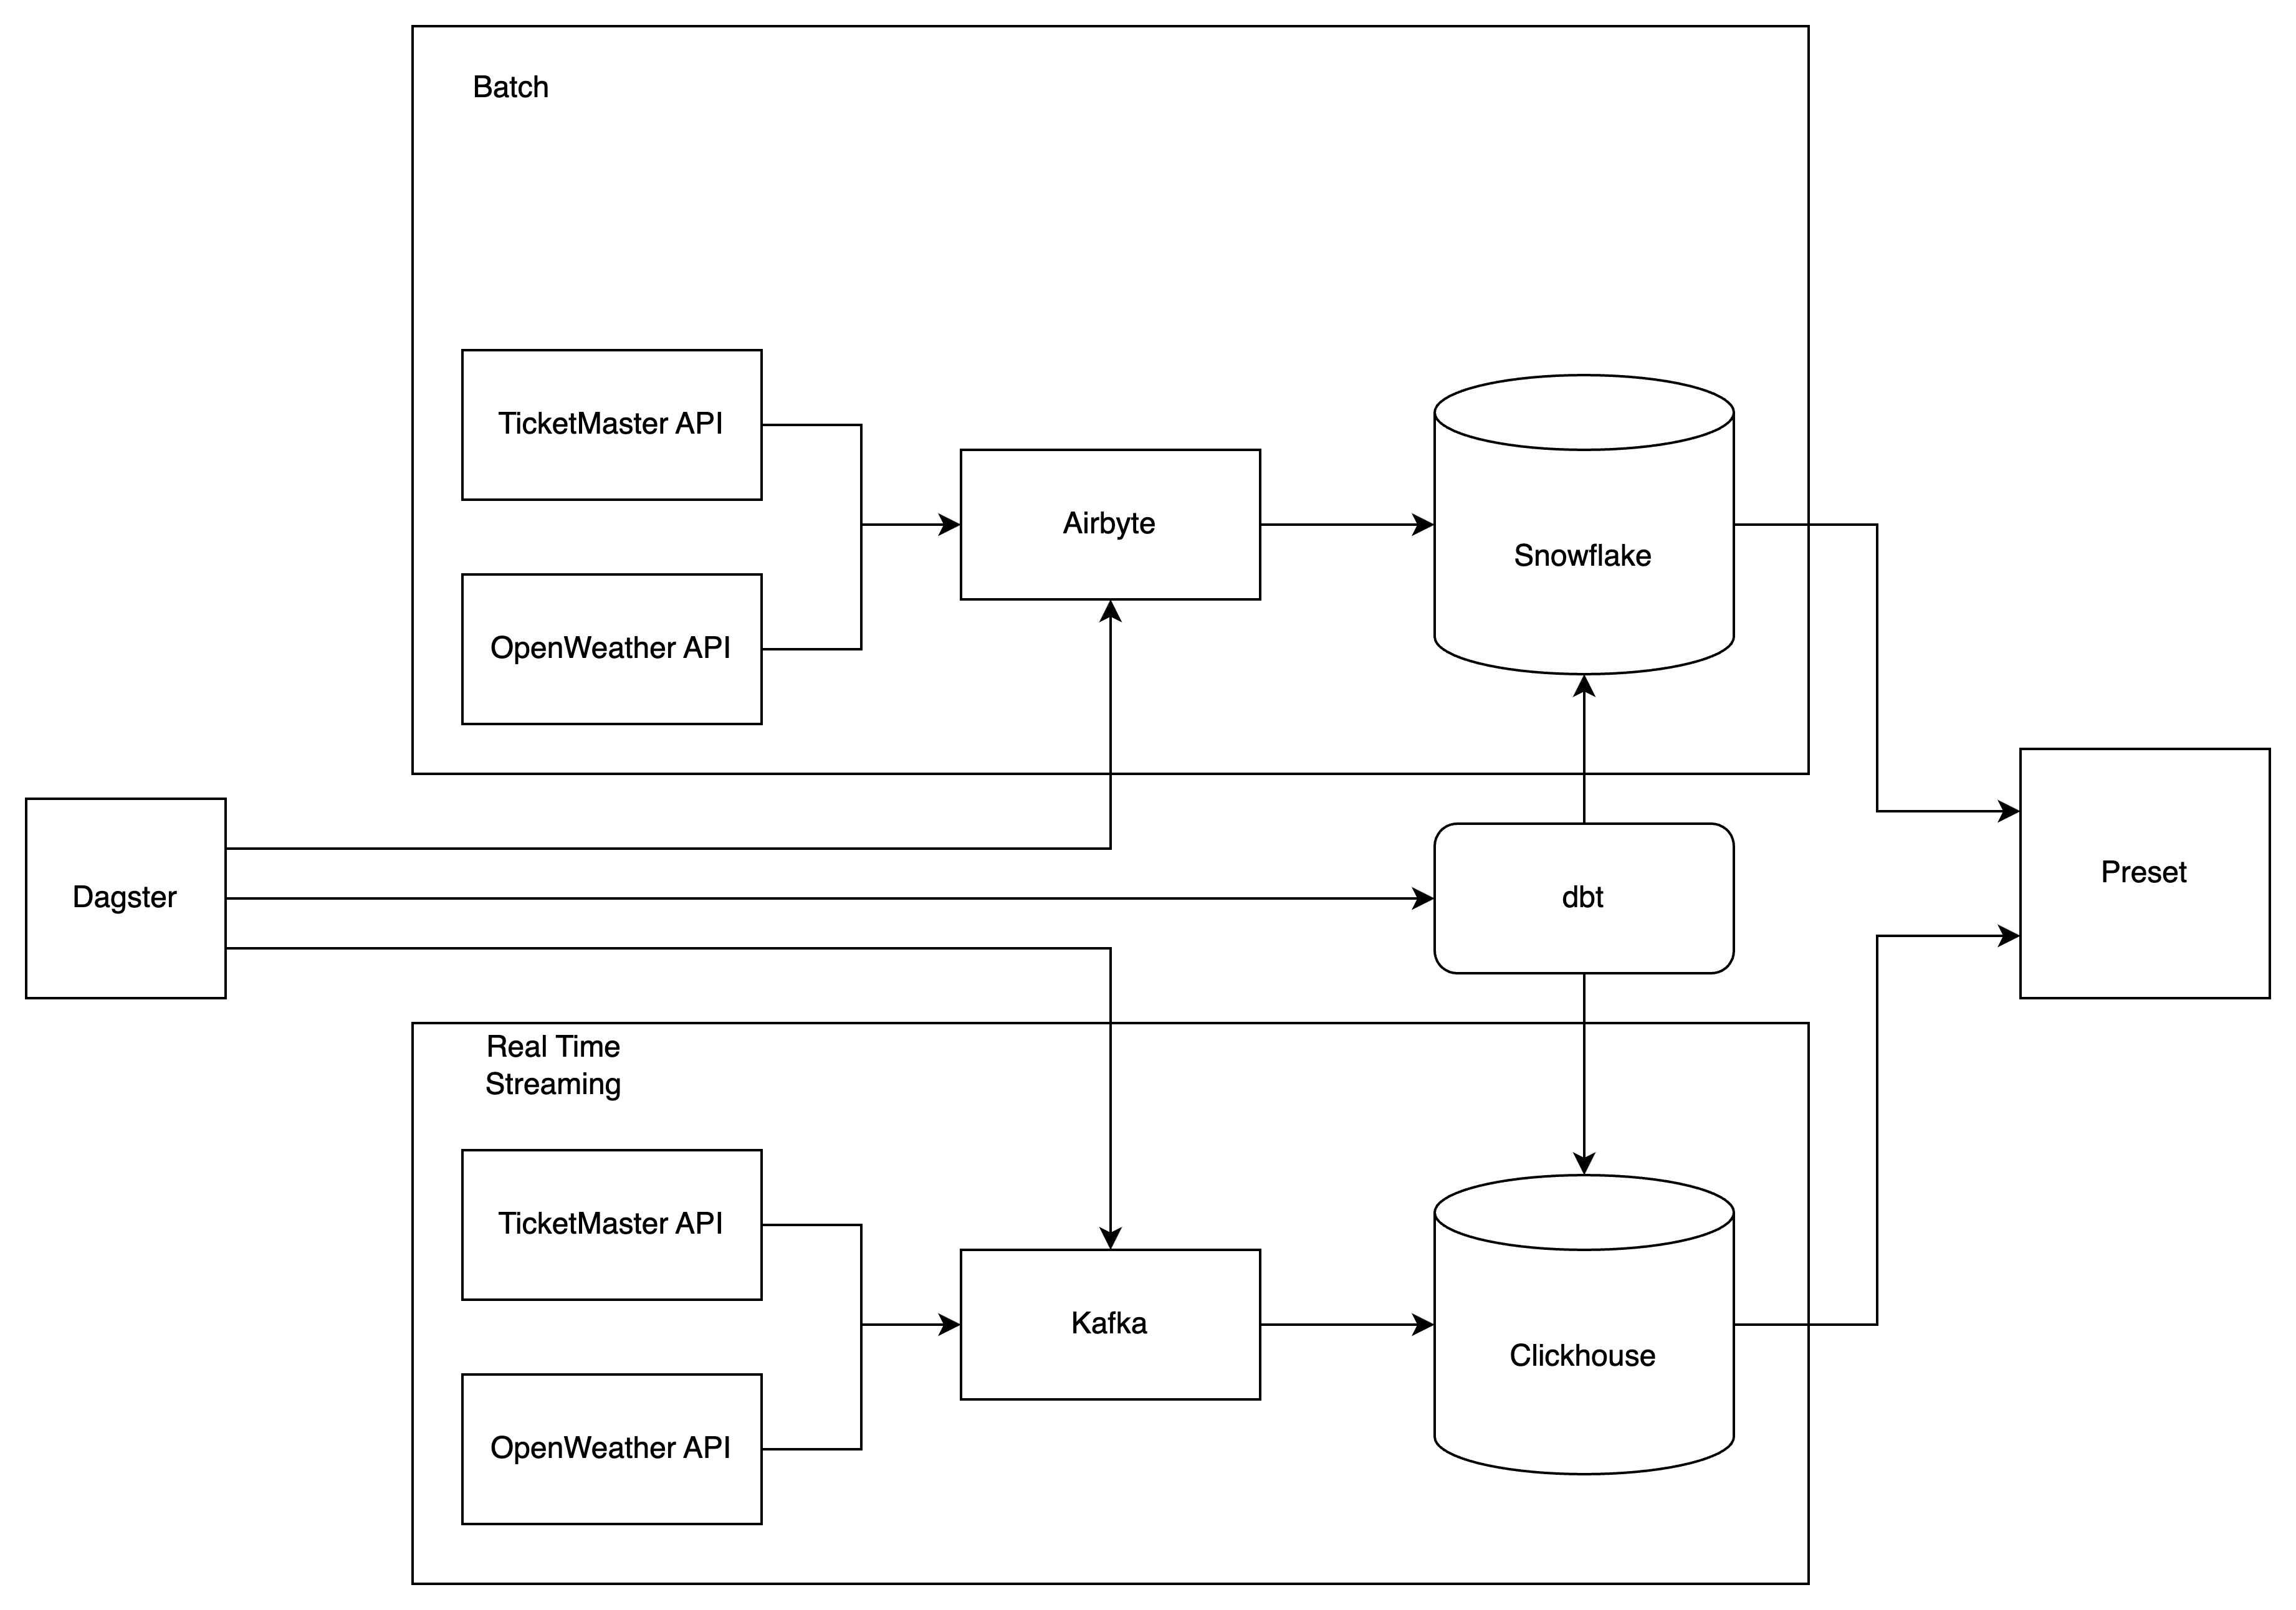 Batch
TicketMaster API
Airbyte
Snowflake
OpenWeather API
Dagster
dbt
Preset
Real Time
Streaming
TicketMaster API
Kafka
Clickhouse
OpenWeather API